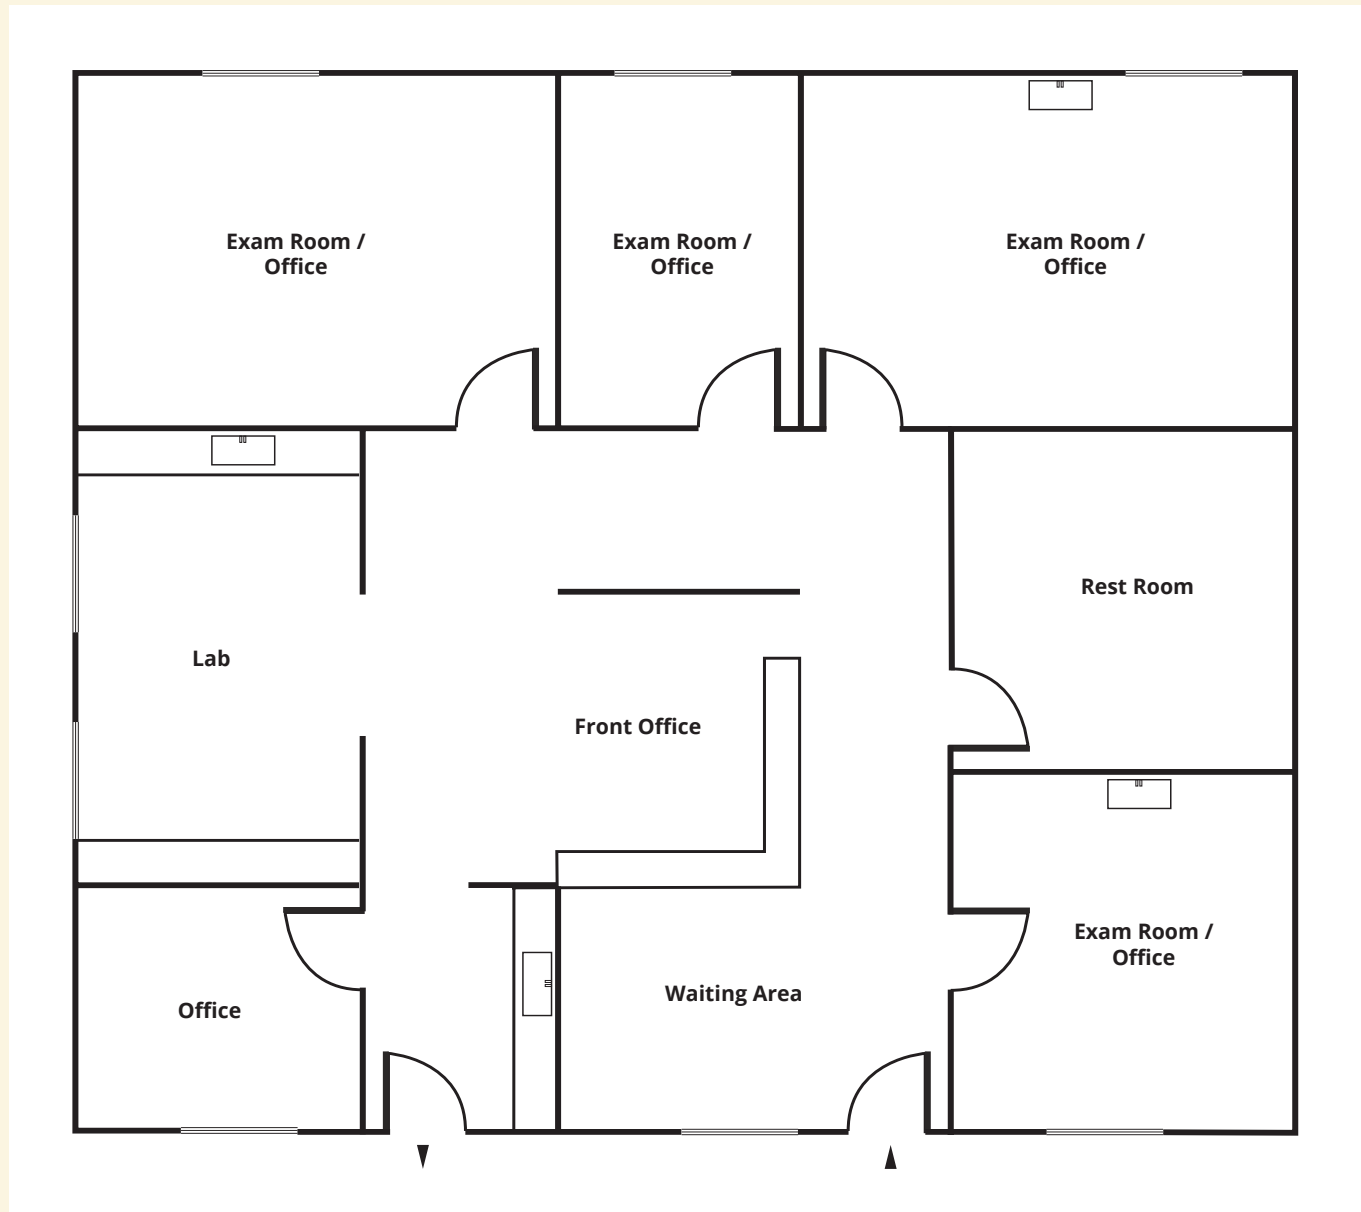 Exam Room /
Office
Exam Room /
Office
Exam Room /
Office
Rest Room
Lab
Front Office
Exam Room /
Office
Waiting Area
Office